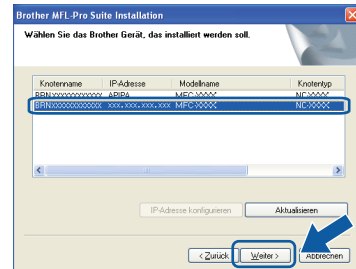 Brother MFL-Pro Suite Installation
Wählen Sie das Brother Gerät, das installiert werden soll.
Knotenname IP-Adresse Modellname Knotentyp
BRNxxxxxxxxxxxx APIPA MFC-XXXX NC-XXXX
BRNxxxxxxxxxxxx xxx.xxx.xxx.xxx MFC-XXXX NC-XXXX
IP-Adresse konfigurieren Aktualisieren
< Zurück Weiter > Abbrechen